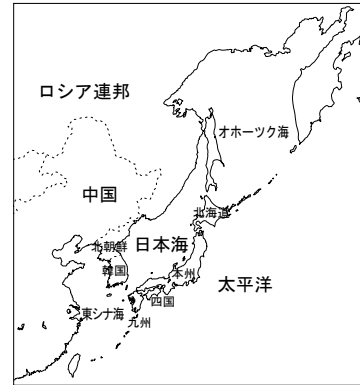 ロシア連邦
オホーツク海
中国
北海道
北朝鮮
日本海
韓国
本州
太平洋
四国
東シナ海
九州